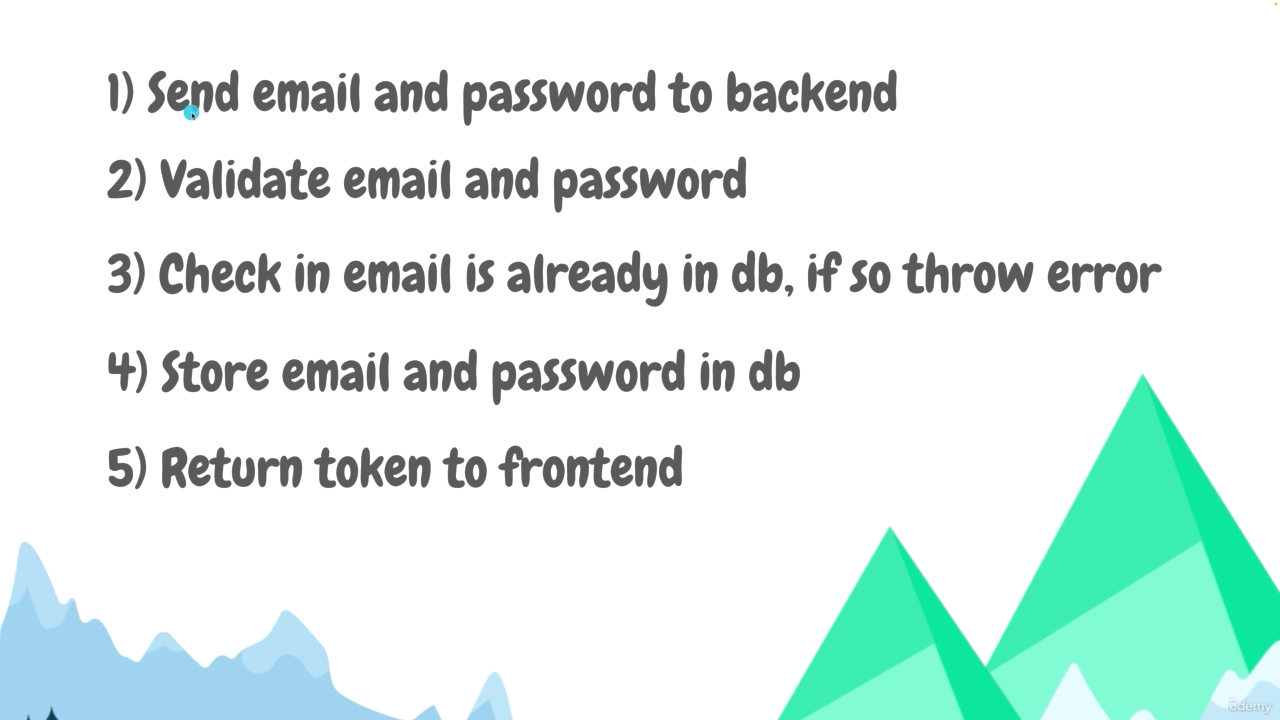 1) Send email and password to backend
2) Validate email and password
3) Check in email is already in db, if so throw error
4) Store email and password in db
5) Return token to frontend
ûdemy